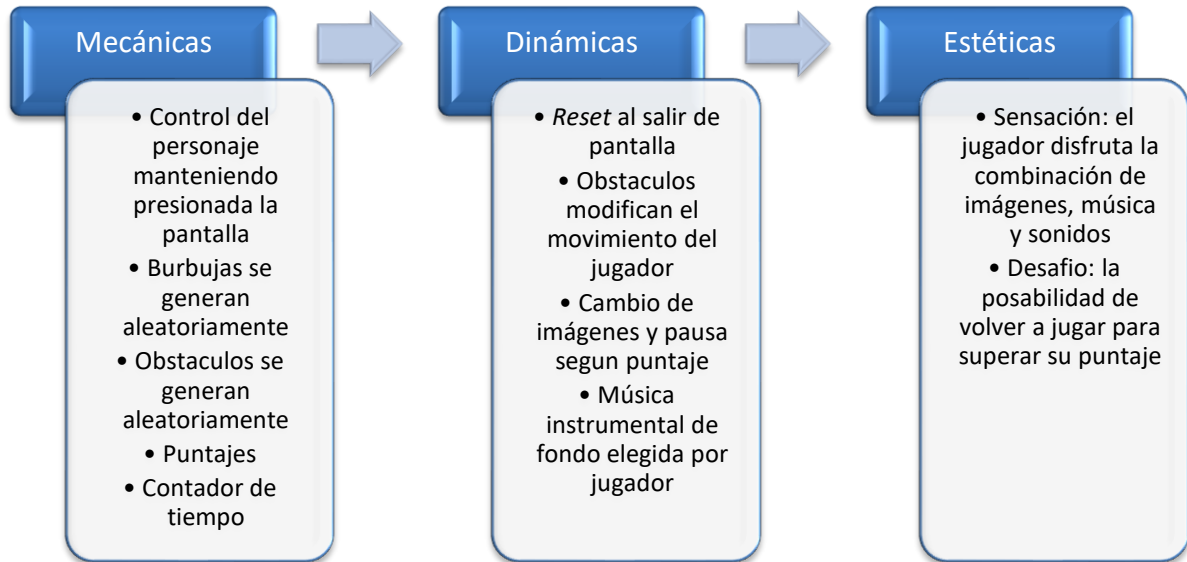 Mecánicas
• Control del
personaje
manteniendo
presionada la
pantalla
• Burbujas se
generan
aleatoriamente
• Obstaculos se
generan
aleatoriamente
• Puntajes
• Contador de
tiempo
Dinámicas
• Reset al salir de
pantalla
• Obstaculos
modifican el
movimiento del
jugador
• Cambio de
imágenes y pausa
segun puntaje
• Música
instrumental de
fondo elegida por
jugador
Estéticas
• Sensación: el
jugador disfruta la
combinación de
imágenes, música
y sonidos
• Desafio: la
posabilidad de
volver a jugar para
superar su puntaje